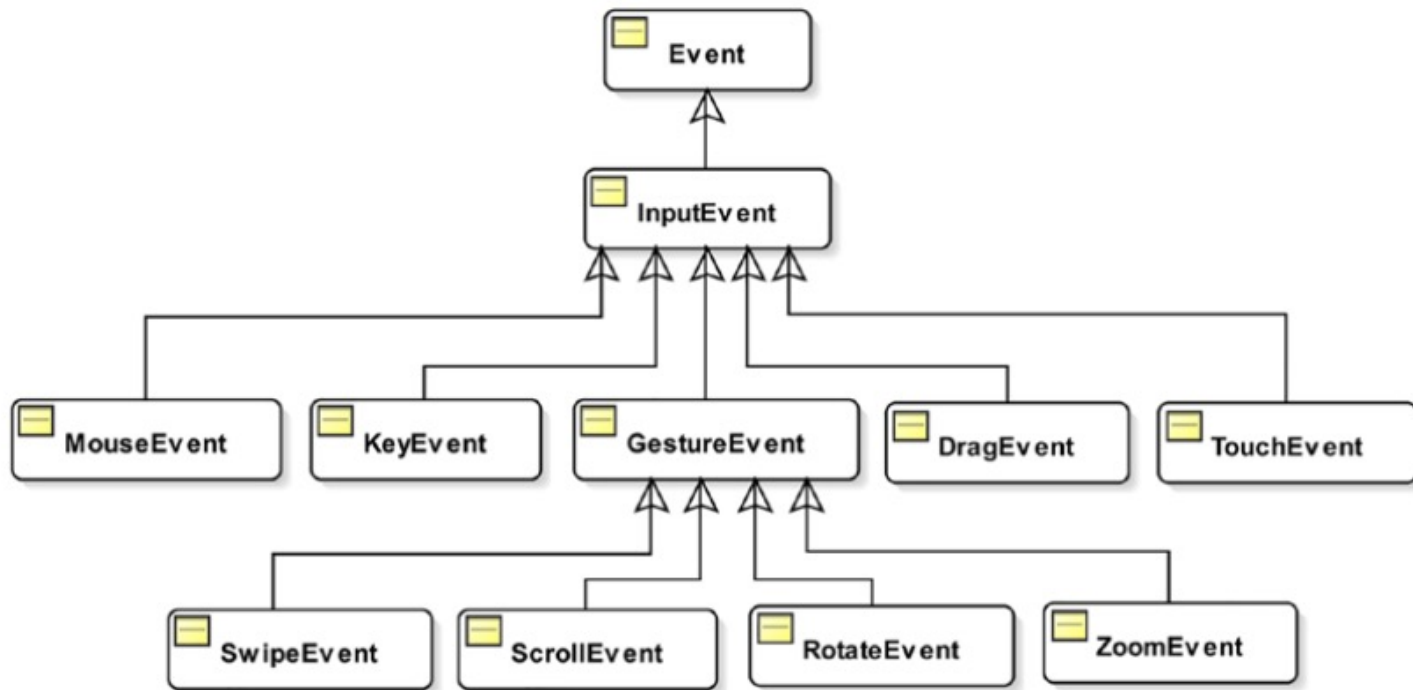 Event
InputEvent
MouseEvent
KeyEvent
GestureEvent
DragEvent
TouchEvent
SwipeEvent
ScrollEvent
RotateEvent
ZoomEvent